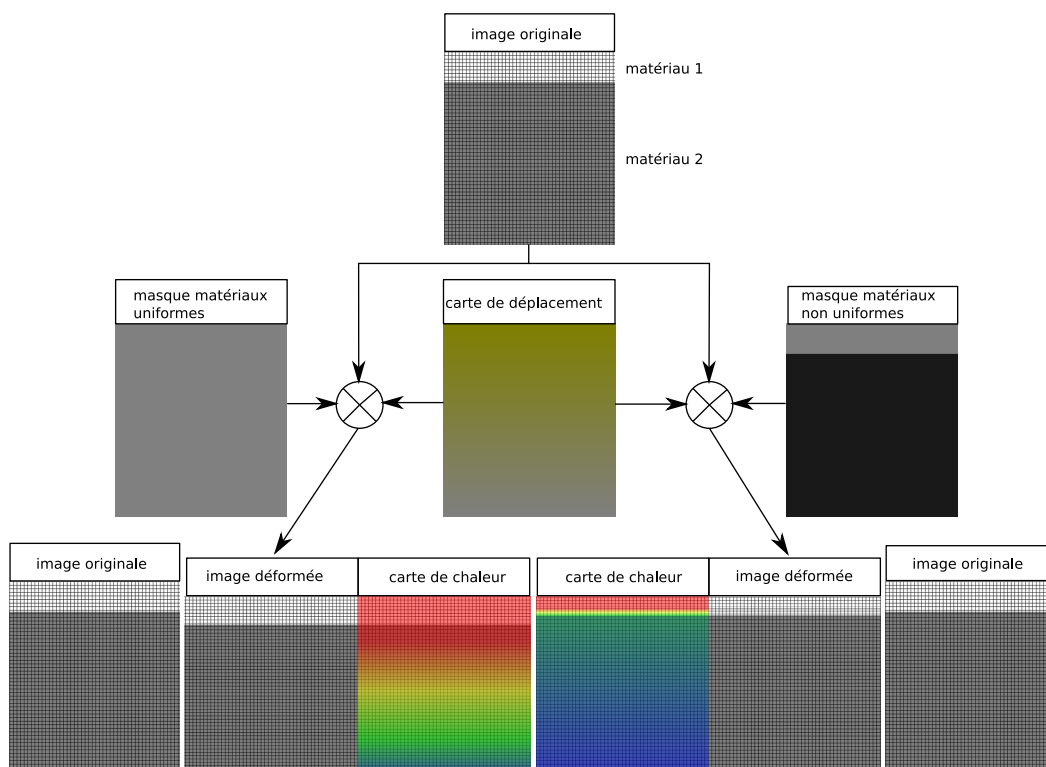 image originale
matériau 1
matériau 2
masque matériaux
uniformes
carte de déplacement
masque matériaux
non uniformes
image originale
image déformée
carte de chaleur
carte de chaleur
image déformée
image originale